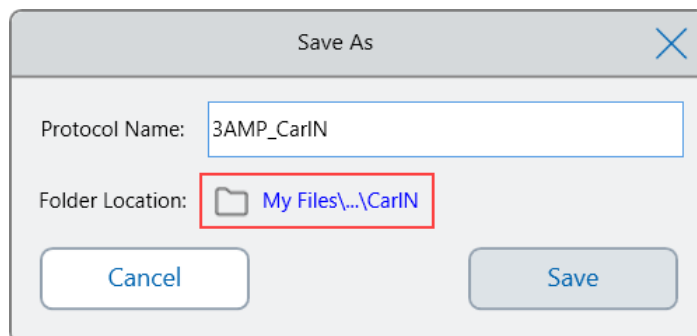 Save As
Protocol Name: 3AMP_CarIN
Folder Location: My Files\...\CarIN
Cancel Save